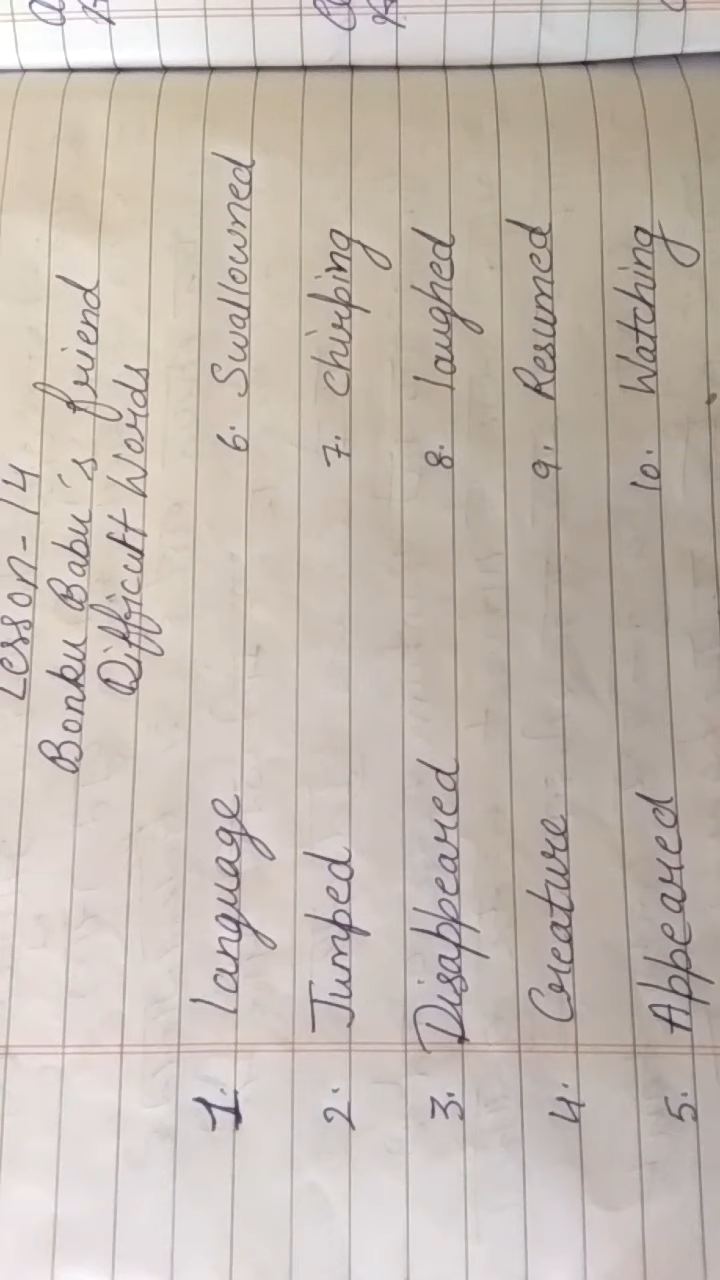 Lesson - 14
Bonku Babu's friend
Difficult Words
1. language
2. Jumped
3. Disappeared
4. Creature
5. Appeared
6. Swallowned
7. chirping
8. laughed
9. Resumed
10. Watching